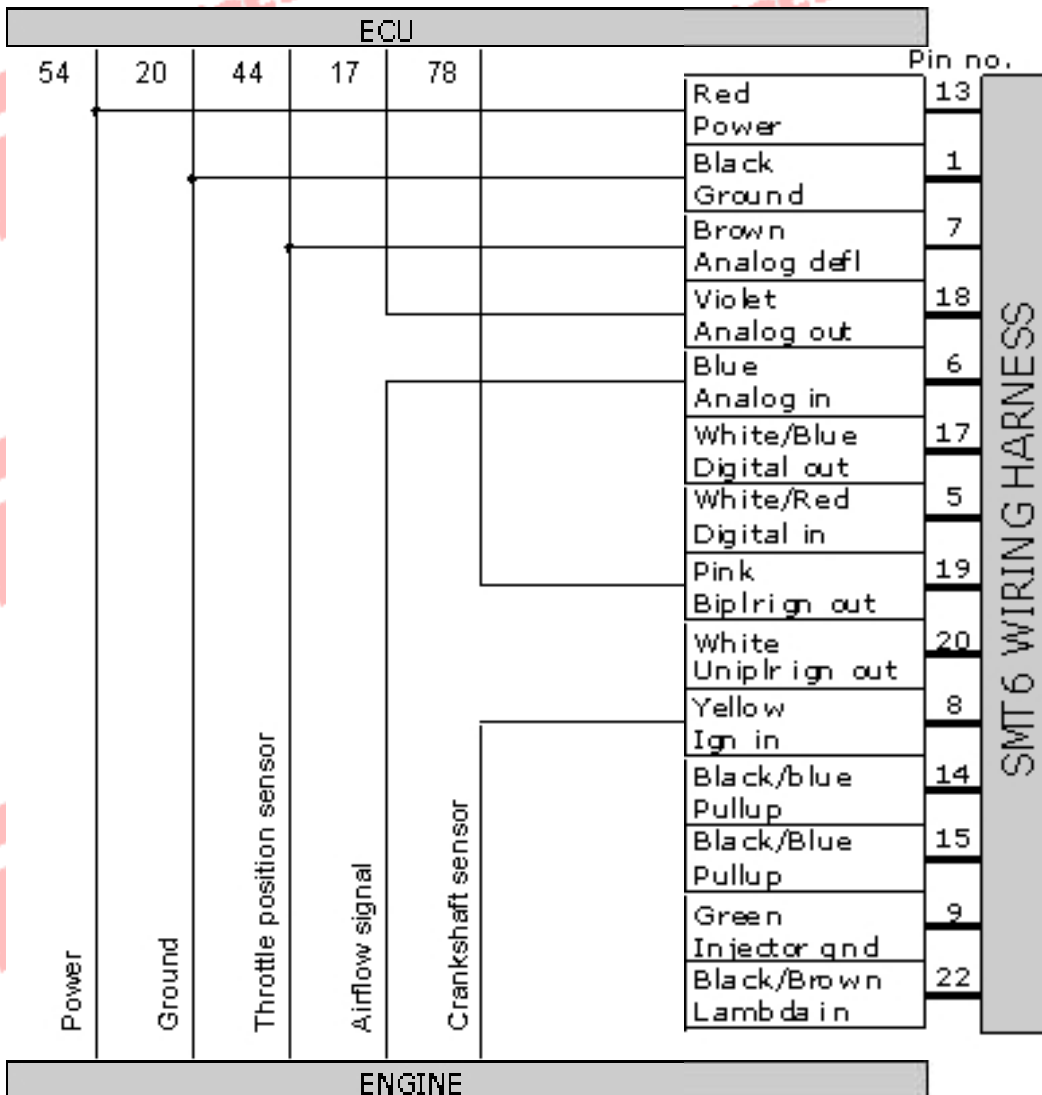 ECU
54 20 44 17 78
Pin no.
Red 13
Power
Black 1
Ground
Brown 7
Analog defl
Violet 18
Analog out
Blue 6
Analog in
White/Blue 17
Digital out
White/Red 5
Digital in
Pink 19
Biplrign out
White 20
Uniplrign out
Yellow 8
Ign in
Black/blue 14
Pullup
Black/Blue 15
Pullup
Green 9
Injector gnd
Black/Brown 22
Lambda in
SMT6 WIRING HARNESS
Power
Ground
Throttle position sensor
Airflow signal
Crankshaft sensor
ENGINE